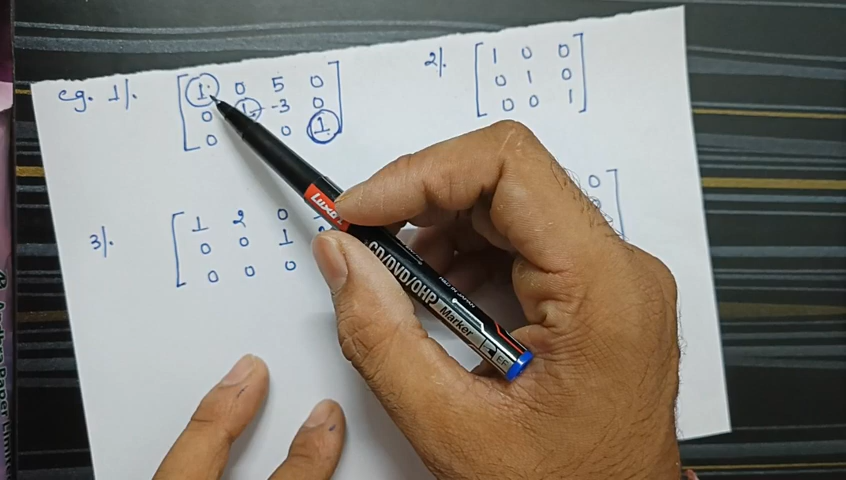 eg. 1). [1 0 5 0
0 1 -3 0
0 0 1]
2). [1 0 0
0 1 0
0 0 1]
3). [1 2 0
0 0 1
0 0 0
0
Luxor
CD/DVD/OHP
Marker